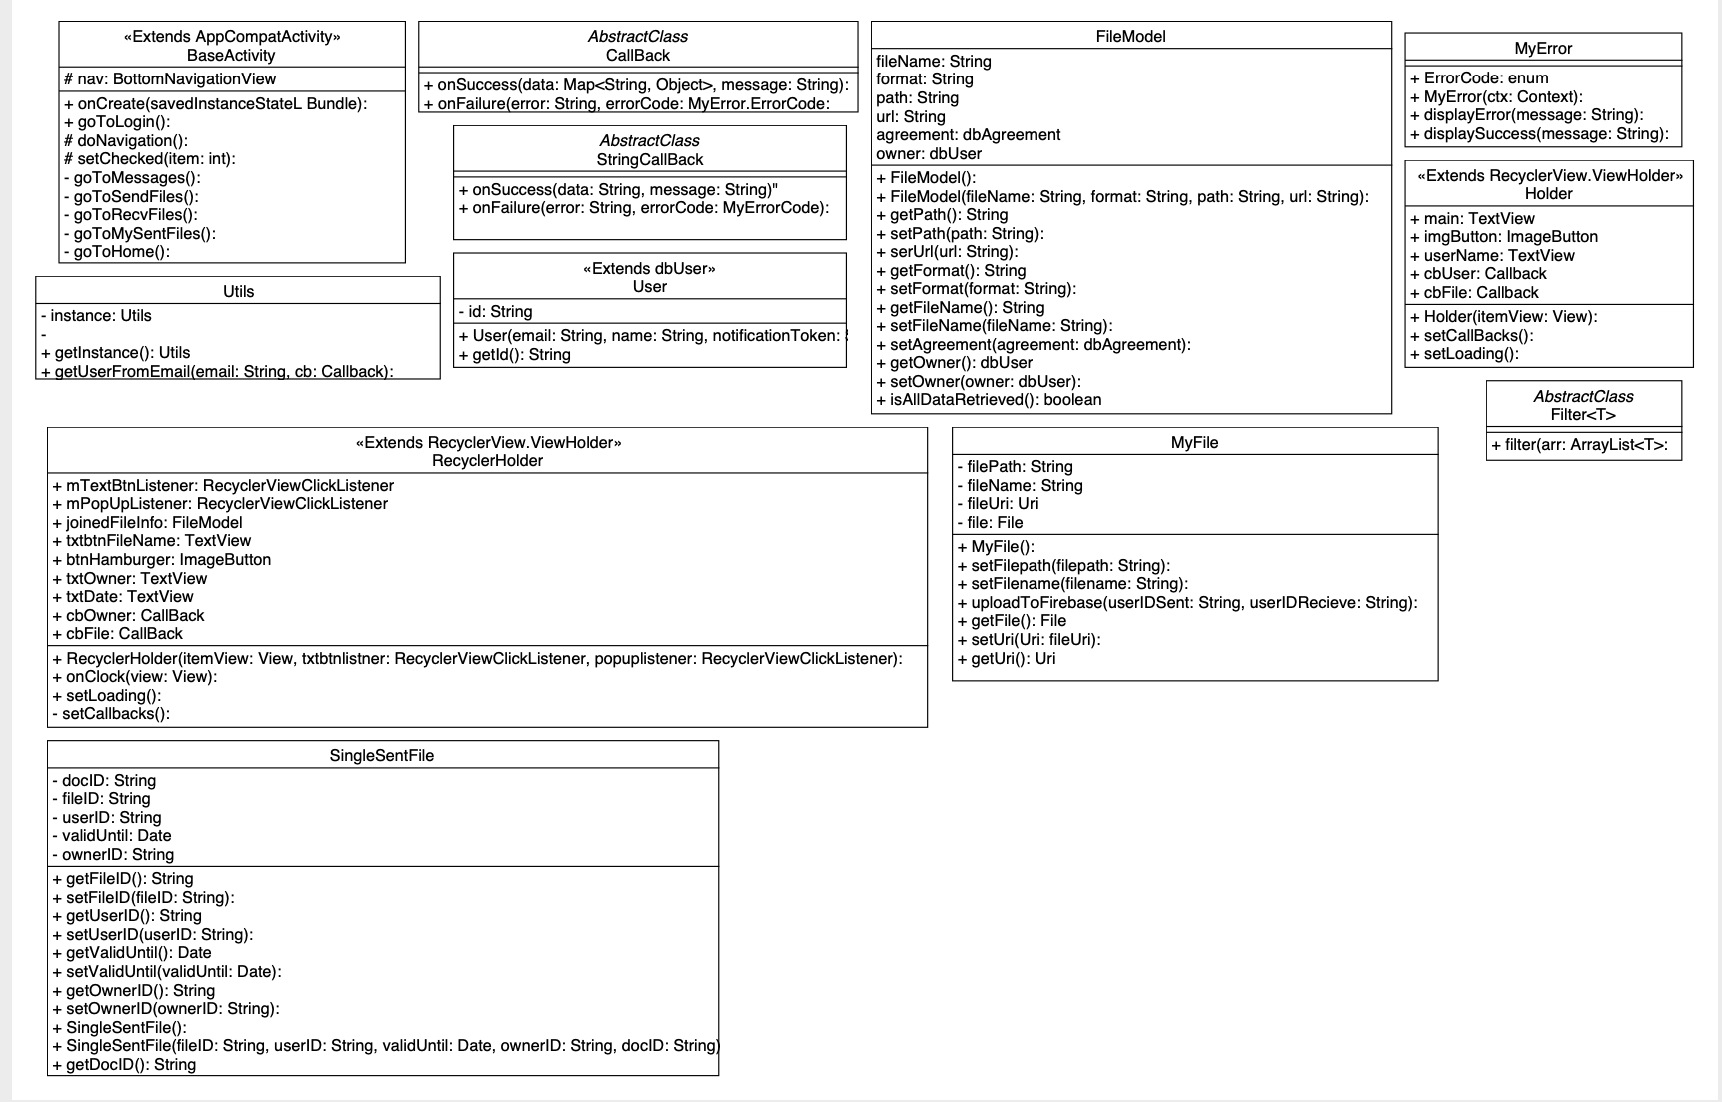 «Extends AppCompatActivity»
BaseActivity
# nav: BottomNavigationView
+ onCreate(savedInstanceStateL Bundle):
+ goToLogin():
# doNavigation():
# setChecked(item: int):
- goToMessages():
- goToSendFiles():
- goToRecvFiles():
- goToMySentFiles():
- goToHome():
AbstractClass
CallBack
+ onSuccess(data: Map<String, Object>, message: String):
+ onFailure(error: String, errorCode: MyError.ErrorCode:
AbstractClass
StringCallBack
+ onSuccess(data: String, message: String)"
+ onFailure(error: String, errorCode: MyErrorCode):
«Extends dbUser»
User
- id: String
+ User(email: String, name: String, notificationToken:
+ getId(): String
FileModel
fileName: String
format: String
path: String
url: String
agreement: dbAgreement
owner: dbUser
+ FileModel():
+ FileModel(fileName: String, format: String, path: String, url: String):
+ getPath(): String
+ setPath(path: String):
+ serUrl(url: String):
+ getFormat(): String
+ setFormat(format: String):
+ getFileName(): String
+ setFileName(fileName: String):
+ setAgreement(agreement: dbAgreement):
+ getOwner(): dbUser
+ setOwner(owner: dbUser):
+ isAllDataRetrieved(): boolean
MyError
+ ErrorCode: enum
+ MyError(ctx: Context):
+ displayError(message: String):
+ displaySuccess(message: String):
«Extends RecyclerView.ViewHolder»
Holder
+ main: TextView
+ imgButton: ImageButton
+ userName: TextView
+ cbUser: Callback
+ cbFile: Callback
+ Holder(itemView: View):
+ setCallBacks():
+ setLoading():
AbstractClass
Filter<T>
+ filter(arr: ArrayList<T>:
Utils
- instance: Utils
-
+ getInstance(): Utils
+ getUserFromEmail(email: String, cb: Callback):
«Extends RecyclerView.ViewHolder»
RecyclerHolder
+ mTextBtnListener: RecyclerViewClickListener
+ mPopUpListener: RecyclerViewClickListener
+ joinedFileInfo: FileModel
+ txtbtnFileName: TextView
+ btnHamburger: ImageButton
+ txtOwner: TextView
+ txtDate: TextView
+ cbOwner: CallBack
+ cbFile: CallBack
+ RecyclerHolder(itemView: View, txtbtnlistner: RecyclerViewClickListener, popuplistener: RecyclerViewClickListener):
+ onClock(view: View):
+ setLoading():
- setCallbacks():
MyFile
- filePath: String
- fileName: String
- fileUri: Uri
- file: File
+ MyFile():
+ setFilepath(filepath: String):
+ setFilename(filename: String):
+ uploadToFirebase(userIDSent: String, userIDRecieve: String):
+ getFile(): File
+ setUri(Uri: fileUri):
+ getUri(): Uri
SingleSentFile
- docID: String
- fileID: String
- userID: String
- validUntil: Date
- ownerID: String
+ getFileID(): String
+ setFileID(fileID: String):
+ getUserID(): String
+ setUserID(userID: String):
+ getValidUntil(): Date
+ setValidUntil(validUntil: Date):
+ getOwnerID(): String
+ setOwnerID(ownerID: String):
+ SingleSentFile():
+ SingleSentFile(fileID: String, userID: String, validUntil: Date, ownerID: String, docID: String)
+ getDocID(): String